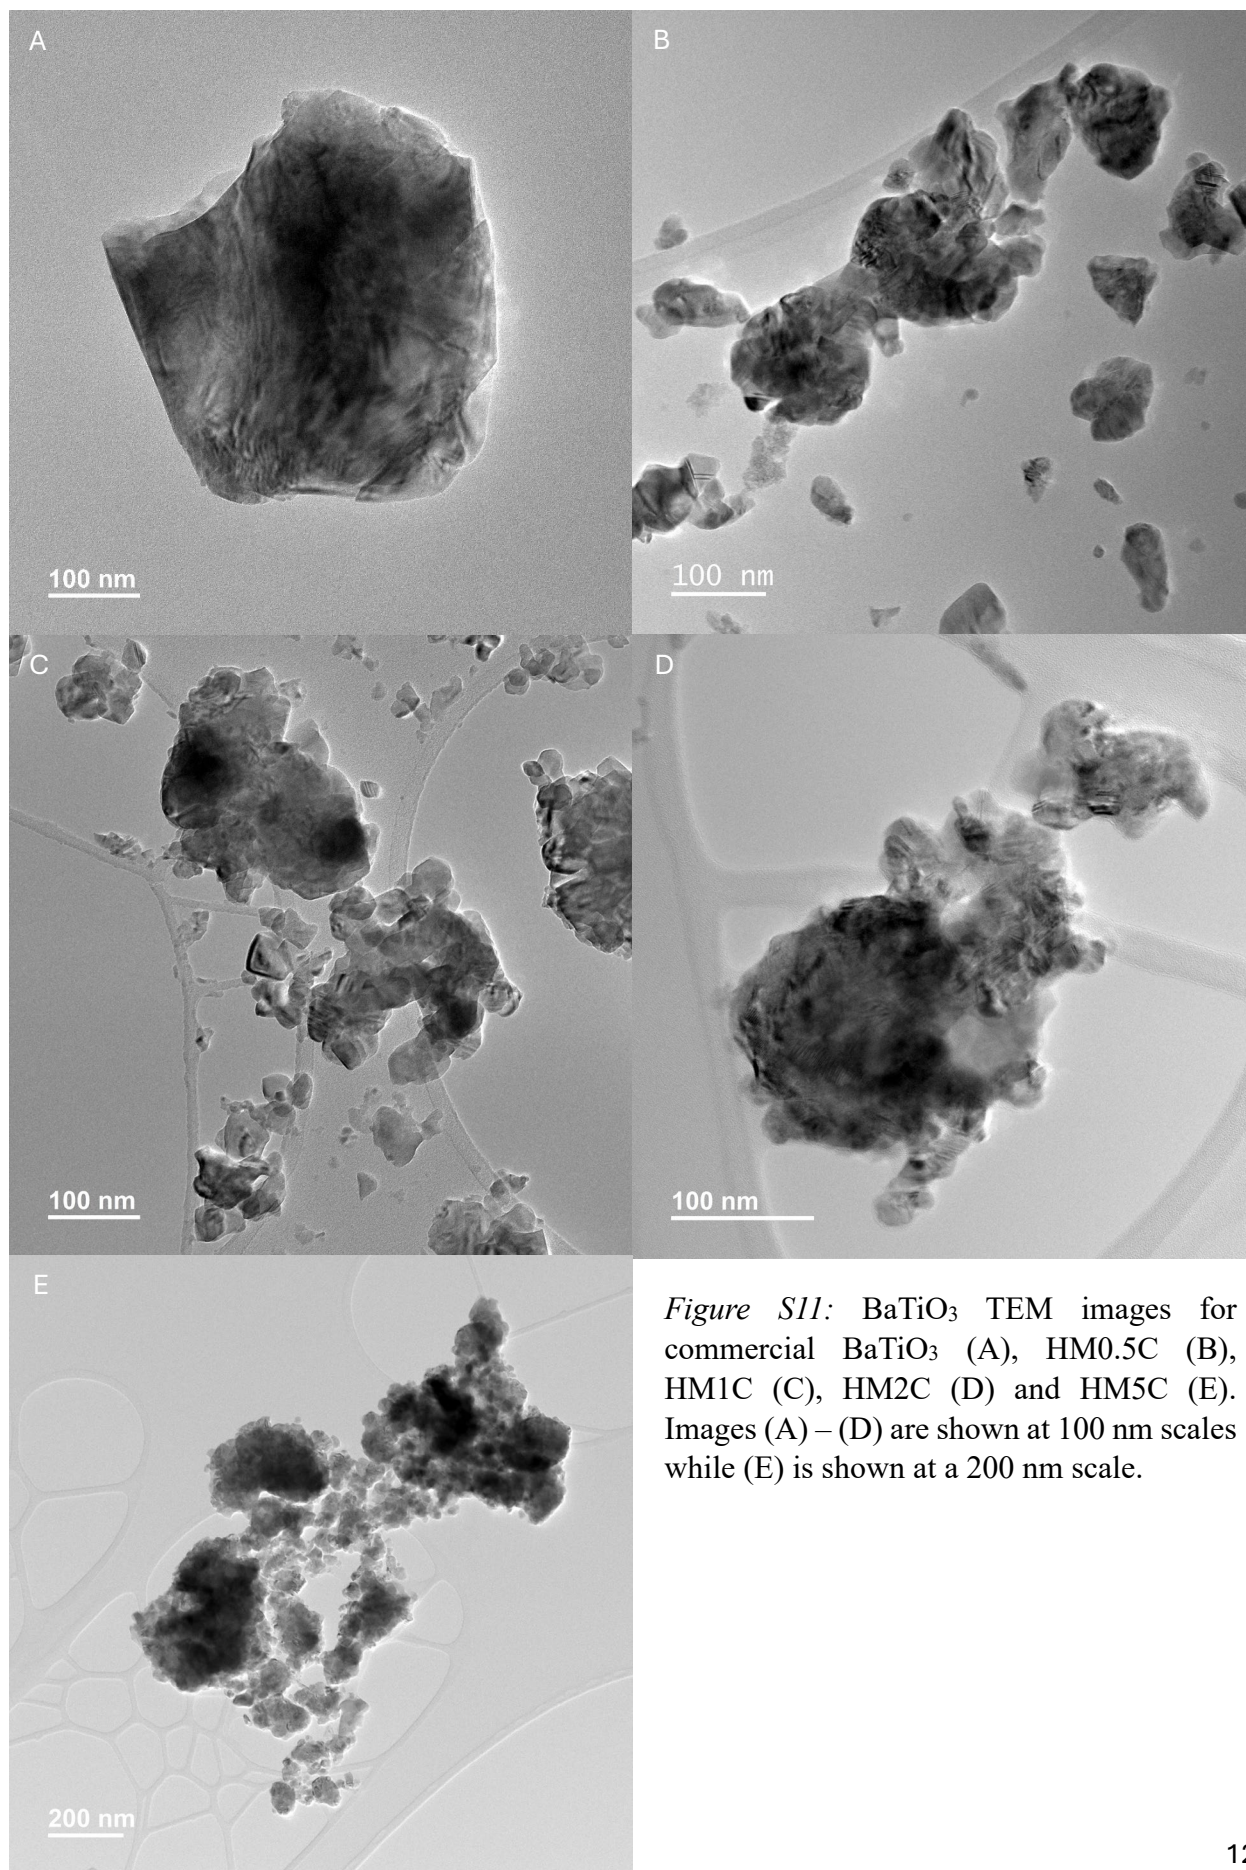 A
B
100 nm
100 nm
C
D
100 nm
100 nm
E
Figure S11: BaTiO₃ TEM images for
commercial BaTiO₃ (A), HM0.5C (B),
HM1C (C), HM2C (D) and HM5C (E).
Images (A) – (D) are shown at 100 nm scales
while (E) is shown at a 200 nm scale.
200 nm
12